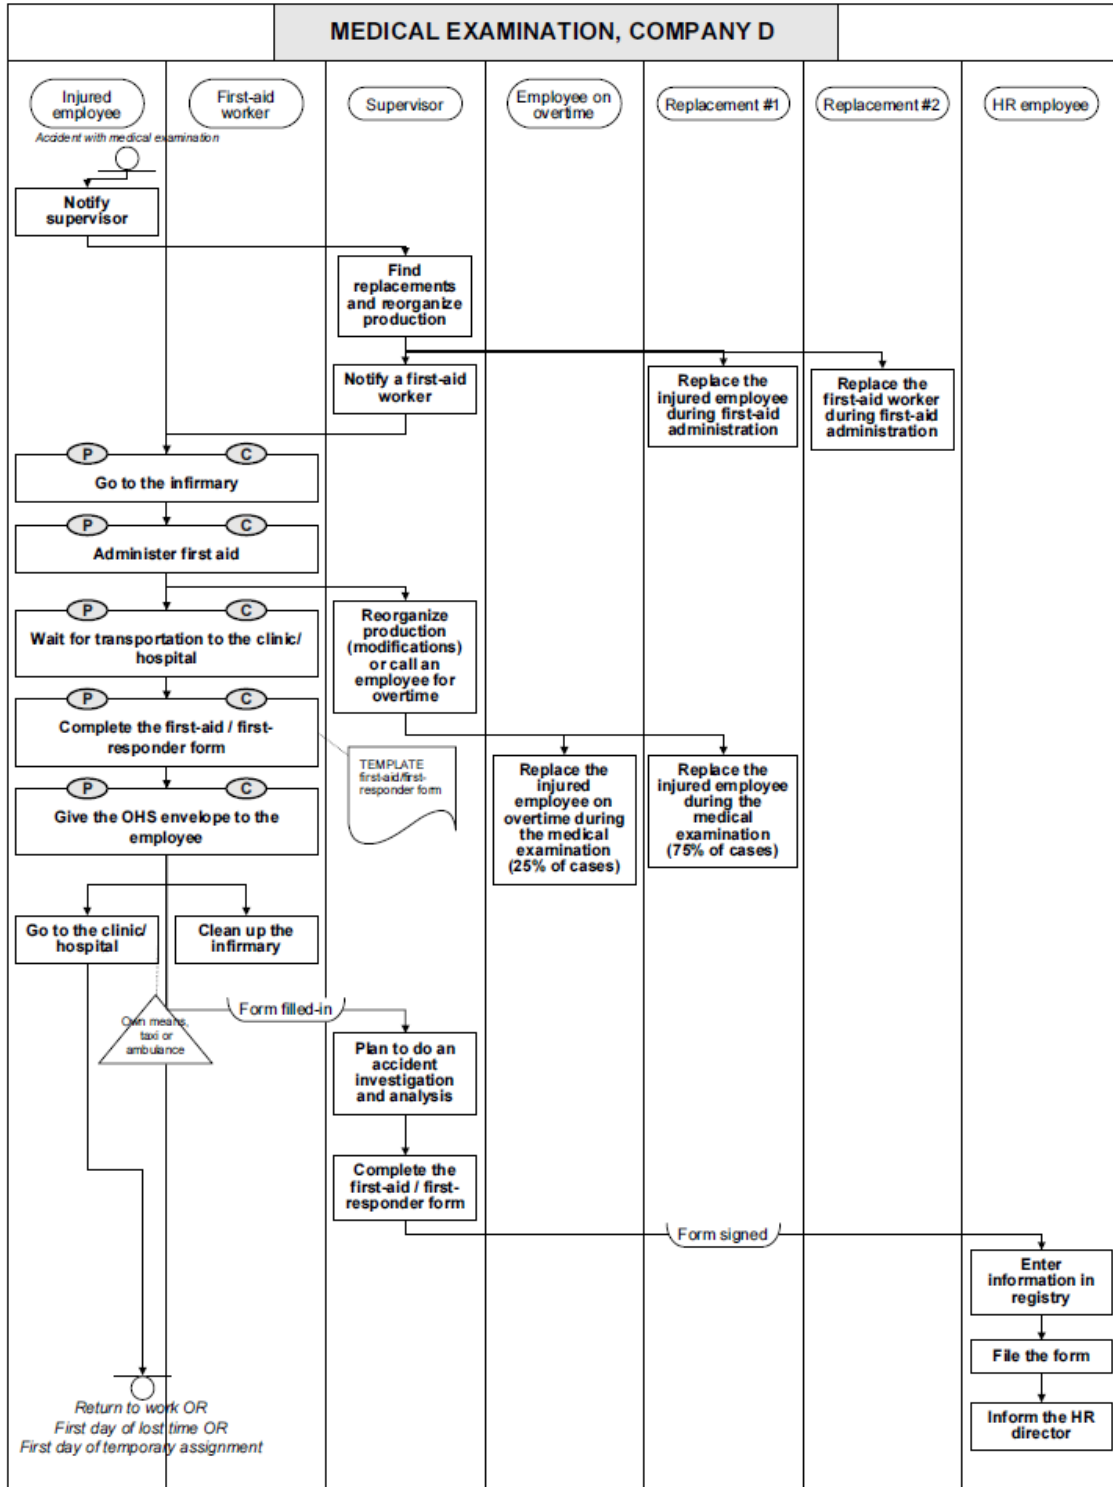 MEDICAL EXAMINATION, COMPANY D
Injured
employee
First-aid
worker
Supervisor
Employee on
overtime
Replacement #1
Replacement #2
HR employee
Accident with medical examination
Notify
supervisor
Find
replacements
and reorganize
production
Notify a first-aid
worker
Replace the
injured employee
during first-aid
administration
Replace the
first-aid worker
during first-aid
administration
P
C
Go to the infirmary
P
C
Administer first aid
P
C
Wait for transportation to the clinic/
hospital
Reorganize
production
(modifications)
or call an
employee for
overtime
P
C
Complete the first-aid / first-
responder form
TEMPLATE
first-aid/first-
responder form
Replace the
injured
employee on
overtime during
the medical
examination
(25% of cases)
Replace the
injured employee
during the
medical
examination
(75% of cases)
P
C
Give the OHS envelope to the
employee
Go to the clinic/
hospital
Clean up the
infirmary
Own means,
taxi or
ambulance
Form filled-in
Plan to do an
accident
investigation
and analysis
Complete the
first-aid / first-
responder form
Form signed
Enter
information in
registry
File the form
Inform the HR
director
Return to work OR
First day of lost time OR
First day of temporary assignment